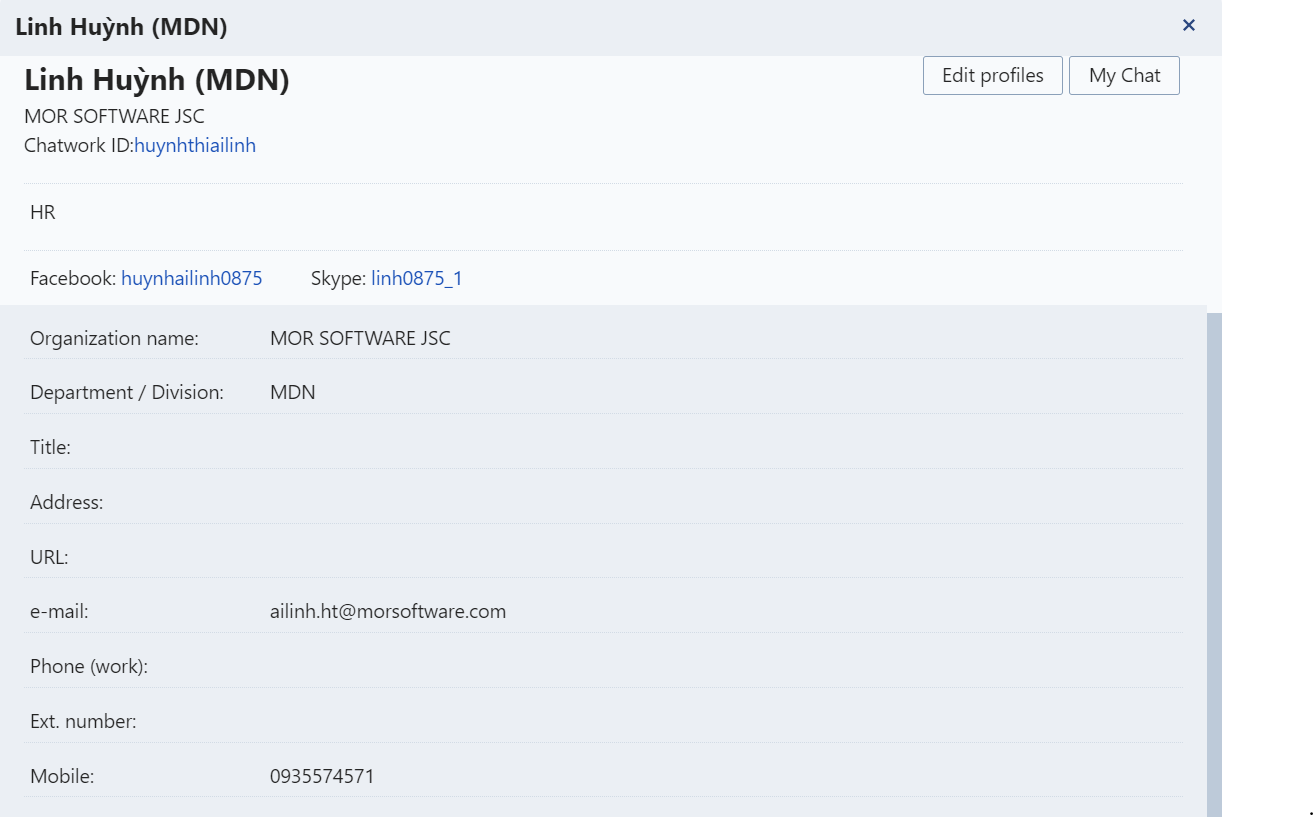 Linh Huỳnh (MDN)
×
Linh Huỳnh (MDN)
Edit profiles
My Chat
MOR SOFTWARE JSC
Chatwork ID:huynhthiailinh
HR
Facebook: huynhailinh0875 Skype: linh0875_1
Organization name: MOR SOFTWARE JSC
Department / Division: MDN
Title:
Address:
URL:
e-mail: ailinh.ht@morsoftware.com
Phone (work):
Ext. number:
Mobile: 0935574571